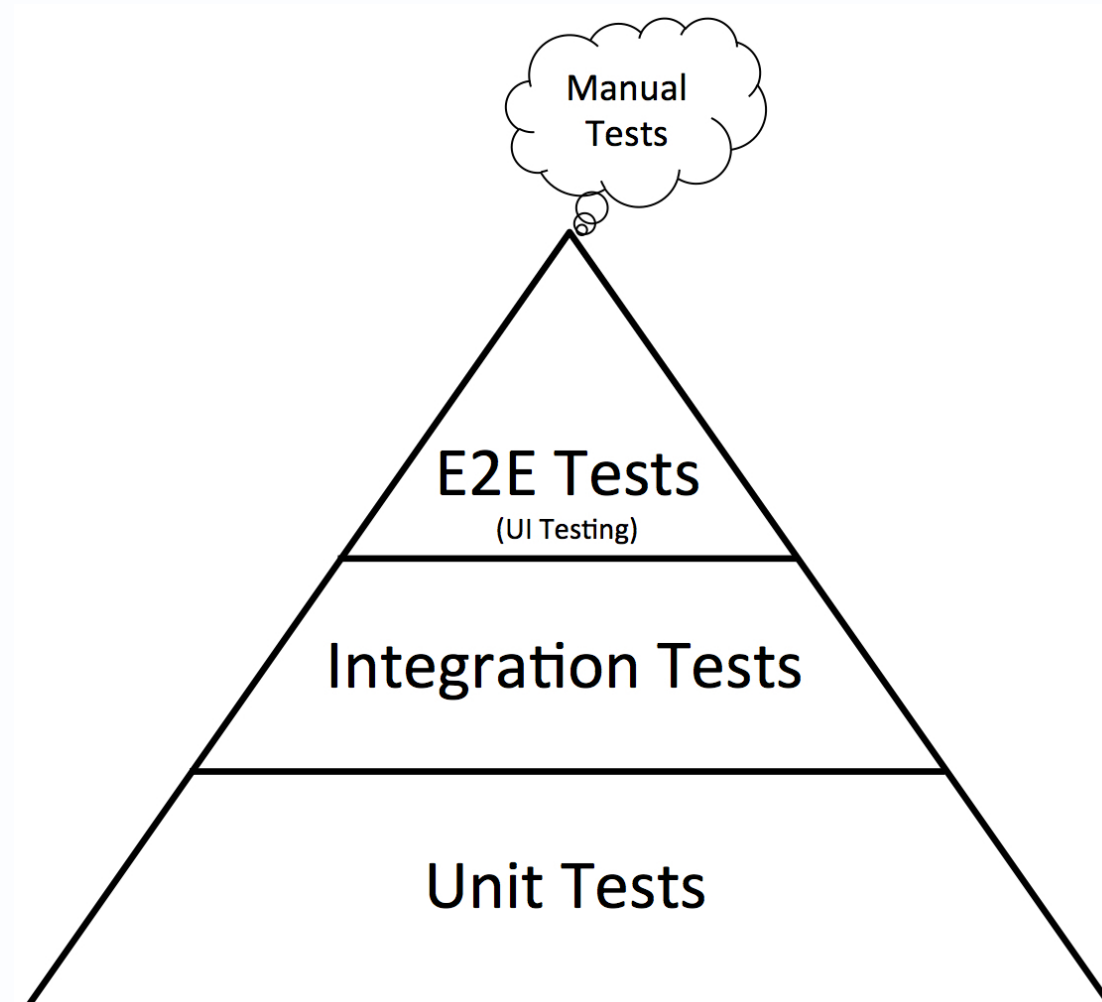 Manual
Tests
E2E Tests
(UI Testing)
Integration Tests
Unit Tests